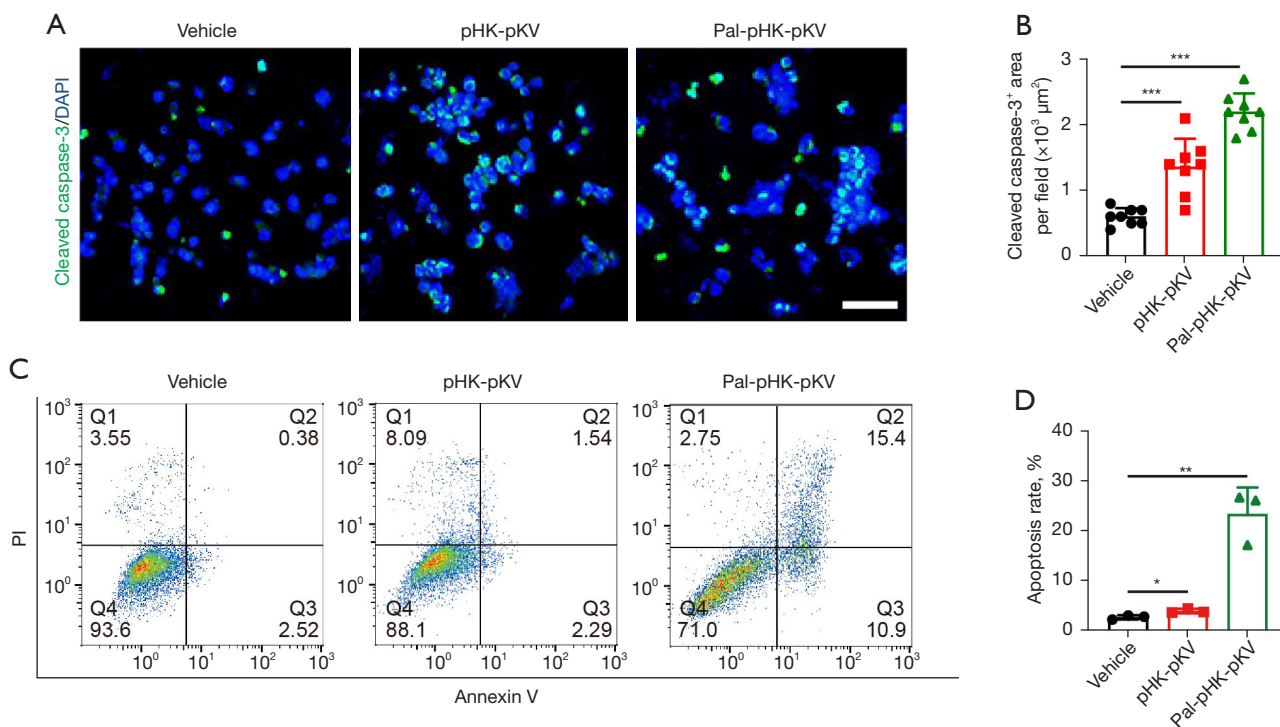 A
Vehicle
pHK-pKV
Pal-pHK-pKV
Cleaved caspase-3/DAPI
B
Cleaved caspase-3⁺ area
per field (×10³ µm²)
3
2
1
0
***
***
Vehicle
pHK-pKV
Pal-pHK-pKV
C
Vehicle
pHK-pKV
Pal-pHK-pKV
PI
10³
10²
10¹
10⁰
Q1
3.55
Q2
0.38
Q4
93.6
Q3
2.52
10⁰ 10¹ 10² 10³
10³
10²
10¹
10⁰
Q1
8.09
Q2
1.54
Q4
88.1
Q3
2.29
10⁰ 10¹ 10² 10³
10³
10²
10¹
10⁰
Q1
2.75
Q2
15.4
Q4
71.0
Q3
10.9
10⁰ 10¹ 10² 10³
Annexin V
D
Apoptosis rate, %
40
30
20
10
0
**
*
Vehicle
pHK-pKV
Pal-pHK-pKV